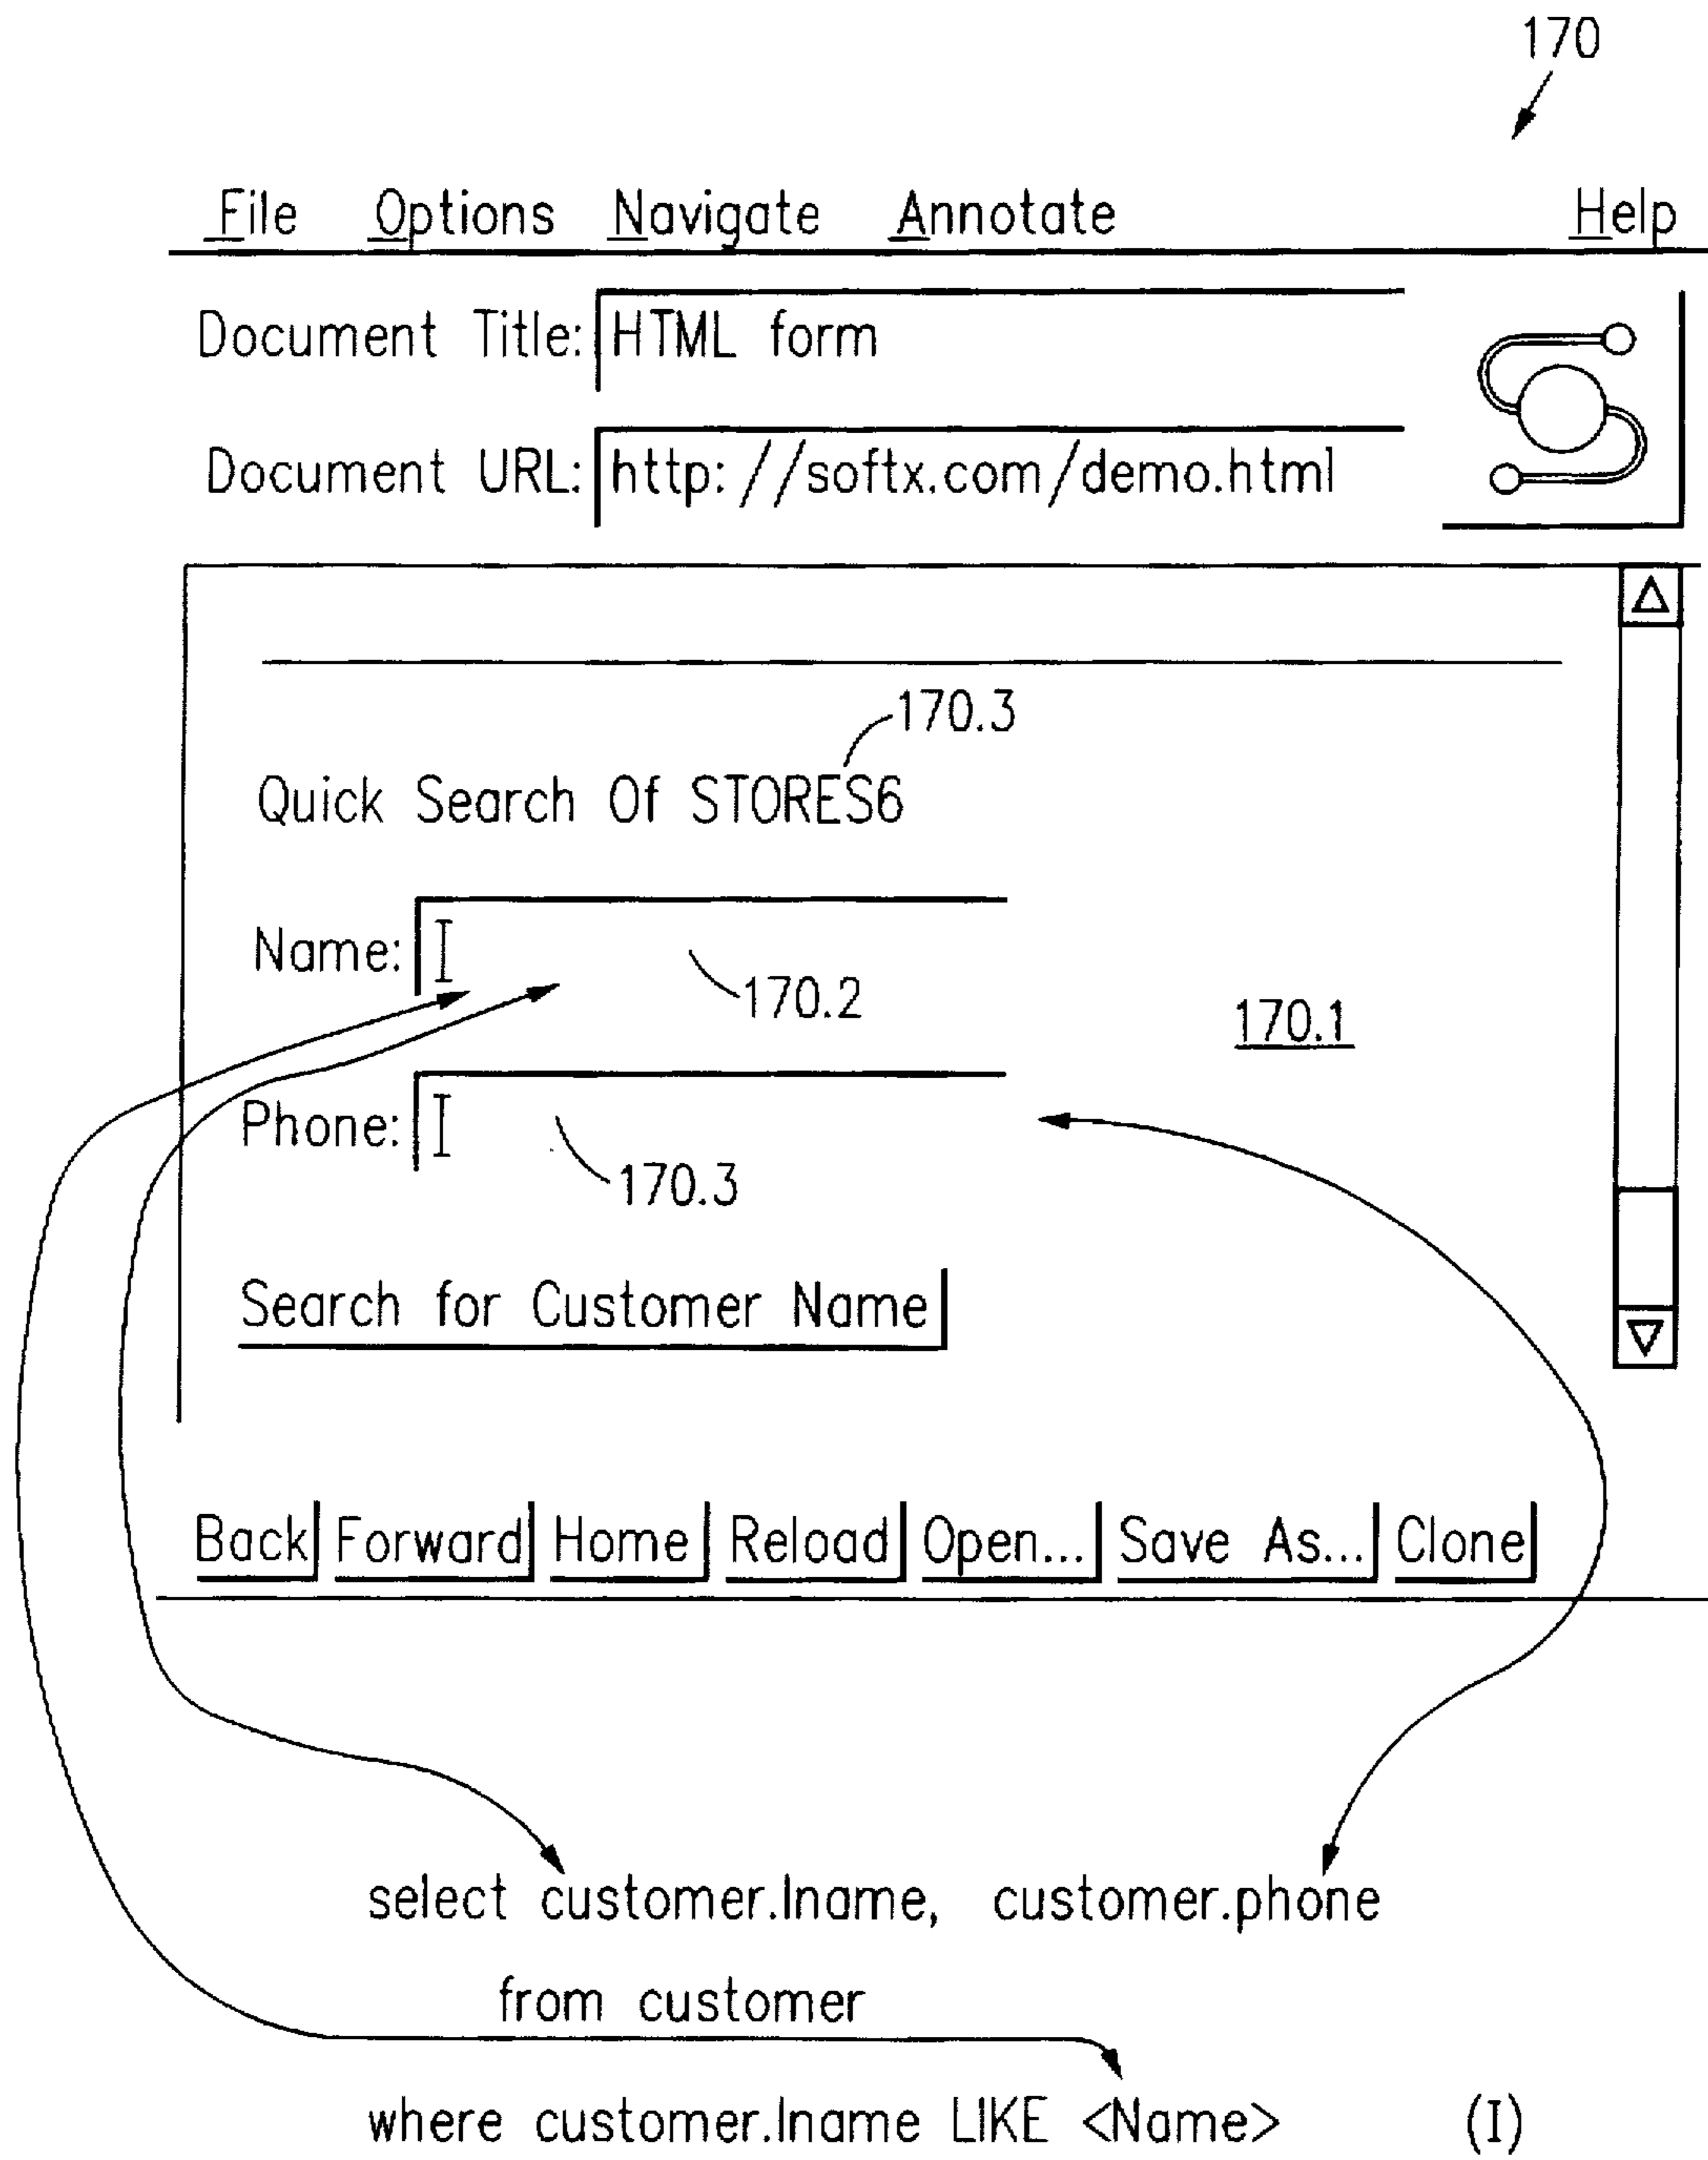 170
File Options Navigate Annotate Help
Document Title: HTML form
Document URL: http://softx.com/demo.html
170.3
Quick Search Of STORES6
Name:
170.2
170.1
Phone:
170.3
Search for Customer Name
Back Forward Home Reload Open... Save As... Clone
select customer.lname, customer.phone
from customer
where customer.lname LIKE <Name> (I)